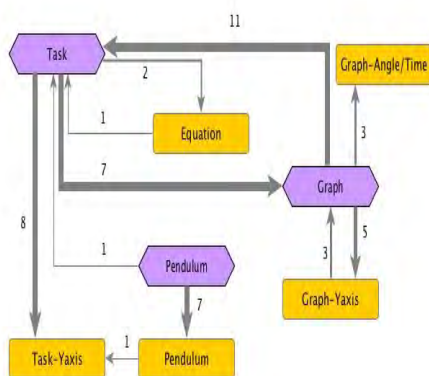 11
Task
2
Graph-Angle/Time
1
Equation
3
7
Graph
8
1
5
3
Pendulum
7
Graph-Yaxis
1
Task-Yaxis
Pendulum